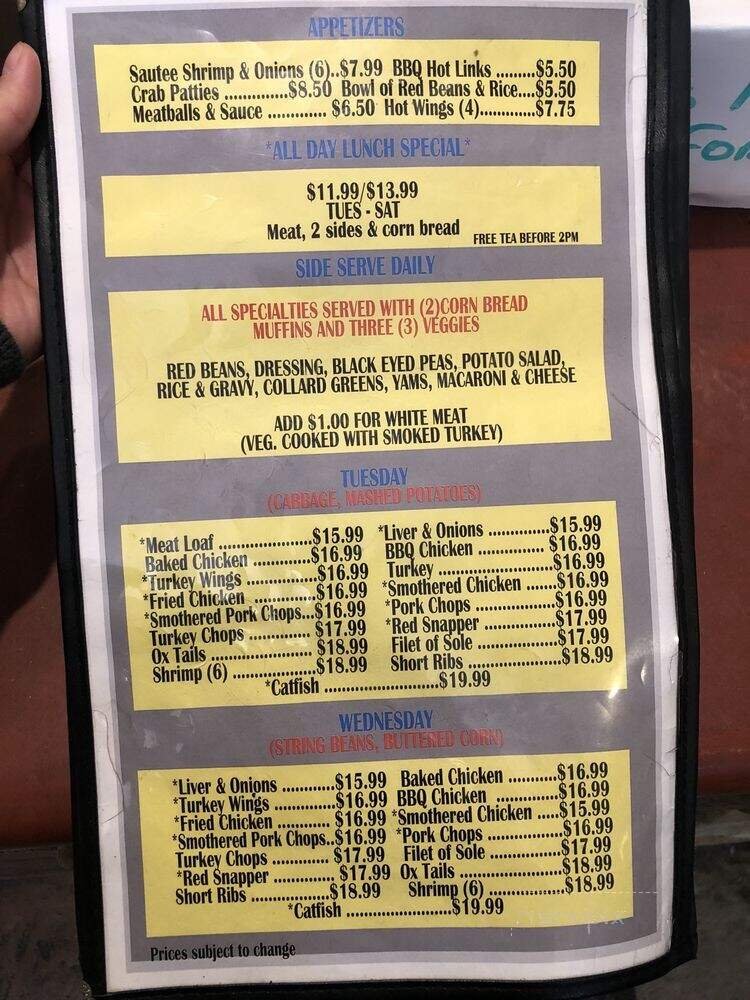 APPETIZERS
Sautee Shrimp & Onions (6)..$7.99 BBQ Hot Links .........$5.50
Crab Patties ..............$8.50 Bowl of Red Beans & Rice....$5.50
Meatballs & Sauce ............. $6.50 Hot Wings (4).............$7.75
*ALL DAY LUNCH SPECIAL*
$11.99/$13.99
TUES - SAT
Meat, 2 sides & corn bread FREE TEA BEFORE 2PM
SIDE SERVE DAILY
ALL SPECIALTIES SERVED WITH (2)CORN BREAD
MUFFINS AND THREE (3) VEGGIES
RED BEANS, DRESSING, BLACK EYED PEAS, POTATO SALAD,
RICE & GRAVY, COLLARD GREENS, YAMS, MACARONI & CHEESE
ADD $1.00 FOR WHITE MEAT
(VEG. COOKED WITH SMOKED TURKEY)
TUESDAY
(CABBAGE, MASHED POTATOES)
*Meat Loaf .....................$15.99 *Liver & Onions ..............$15.99
Baked Chicken ..............$16.99 BBQ Chicken ............... $16.99
*Turkey Wings ................$16.99 Turkey ..........................$16.99
*Fried Chicken ................$16.99 *Smothered Chicken .......$16.99
*Smothered Pork Chops...$16.99 *Pork Chops ..................$16.99
Turkey Chops .............. $17.99 *Red Snapper ................$17.99
Ox Tails ........................$18.99 Filet of Sole ...................$17.99
Shrimp (6) ...................$18.99 Short Ribs .....................$18.99
*Catfish ..........................$19.99
WEDNESDAY
(STRING BEANS, BUTTERED CORN)
*Liver & Onions ............$15.99 Baked Chicken ...........$16.99
*Turkey Wings ..............$16.99 BBQ Chicken ..............$16.99
*Fried Chicken ............. $16.99 *Smothered Chicken .....$15.99
*Smothered Pork Chops..$16.99 *Pork Chops .................$16.99
Turkey Chops ............. $17.99 Filet of Sole ................$17.99
*Red Snapper .............. $17.99 Ox Tails ........................$18.99
Short Ribs ..................$18.99 Shrimp (6) .................$18.99
*Catfish ........................$19.99
Prices subject to change